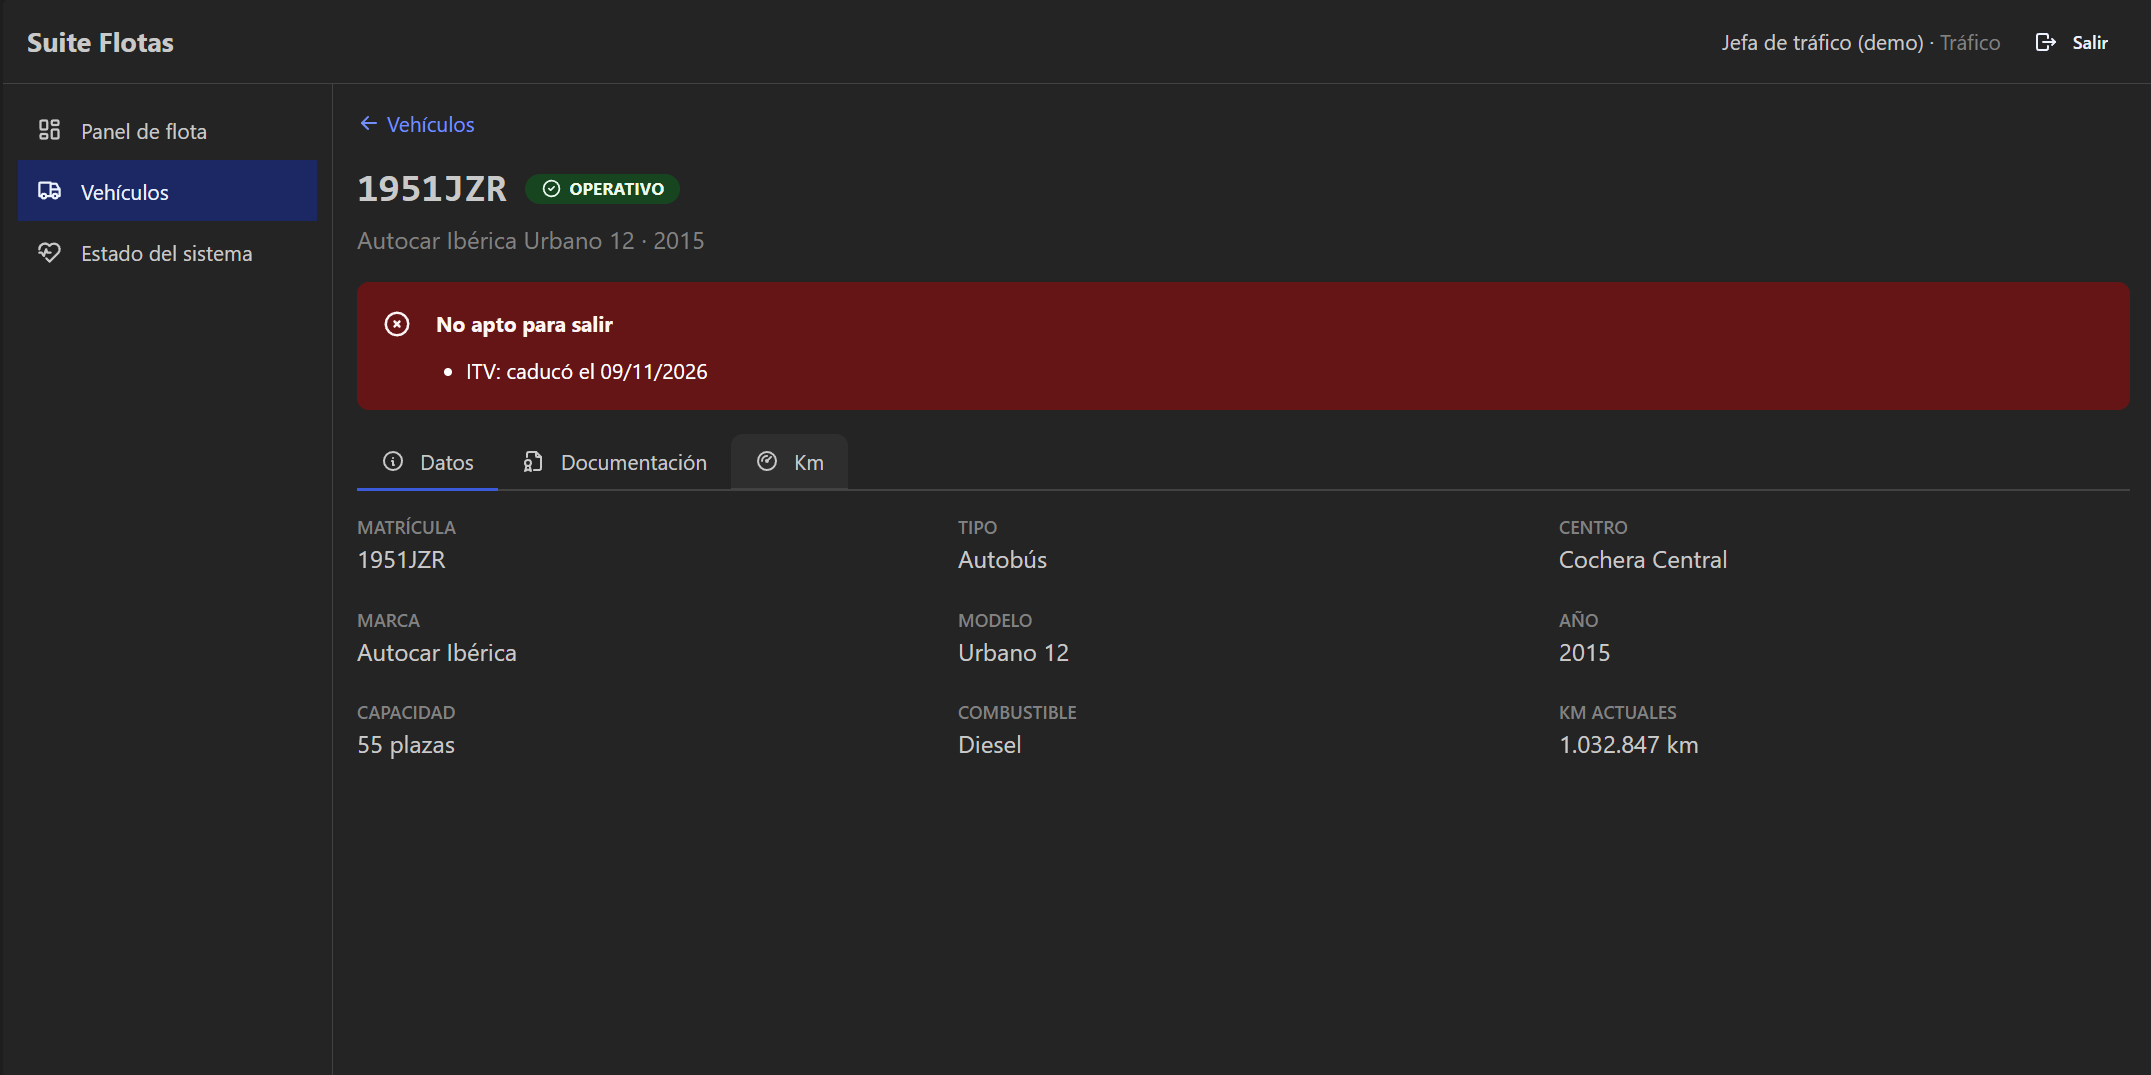 Suite Flotas
Jefa de tráfico (demo) · Tráfico
Salir
Panel de flota
Vehículos
Estado del sistema
← Vehículos
1951JZR
OPERATIVO
Autocar Ibérica Urbano 12 · 2015
No apto para salir
• ITV: caducó el 09/11/2026
Datos
Documentación
Km
MATRÍCULA
1951JZR
TIPO
Autobús
CENTRO
Cochera Central
MARCA
Autocar Ibérica
MODELO
Urbano 12
AÑO
2015
CAPACIDAD
55 plazas
COMBUSTIBLE
Diesel
KM ACTUALES
1.032.847 km